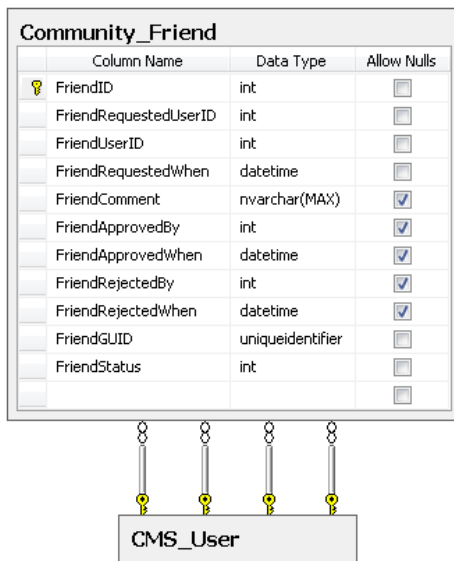 Community_Friend
Column Name Data Type Allow Nulls
FriendID int
FriendRequestedUserID int
FriendUserID int
FriendRequestedWhen datetime
FriendComment nvarchar(MAX)
FriendApprovedBy int
FriendApprovedWhen datetime
FriendRejectedBy int
FriendRejectedWhen datetime
FriendGUID uniqueidentifier
FriendStatus int
CMS_User